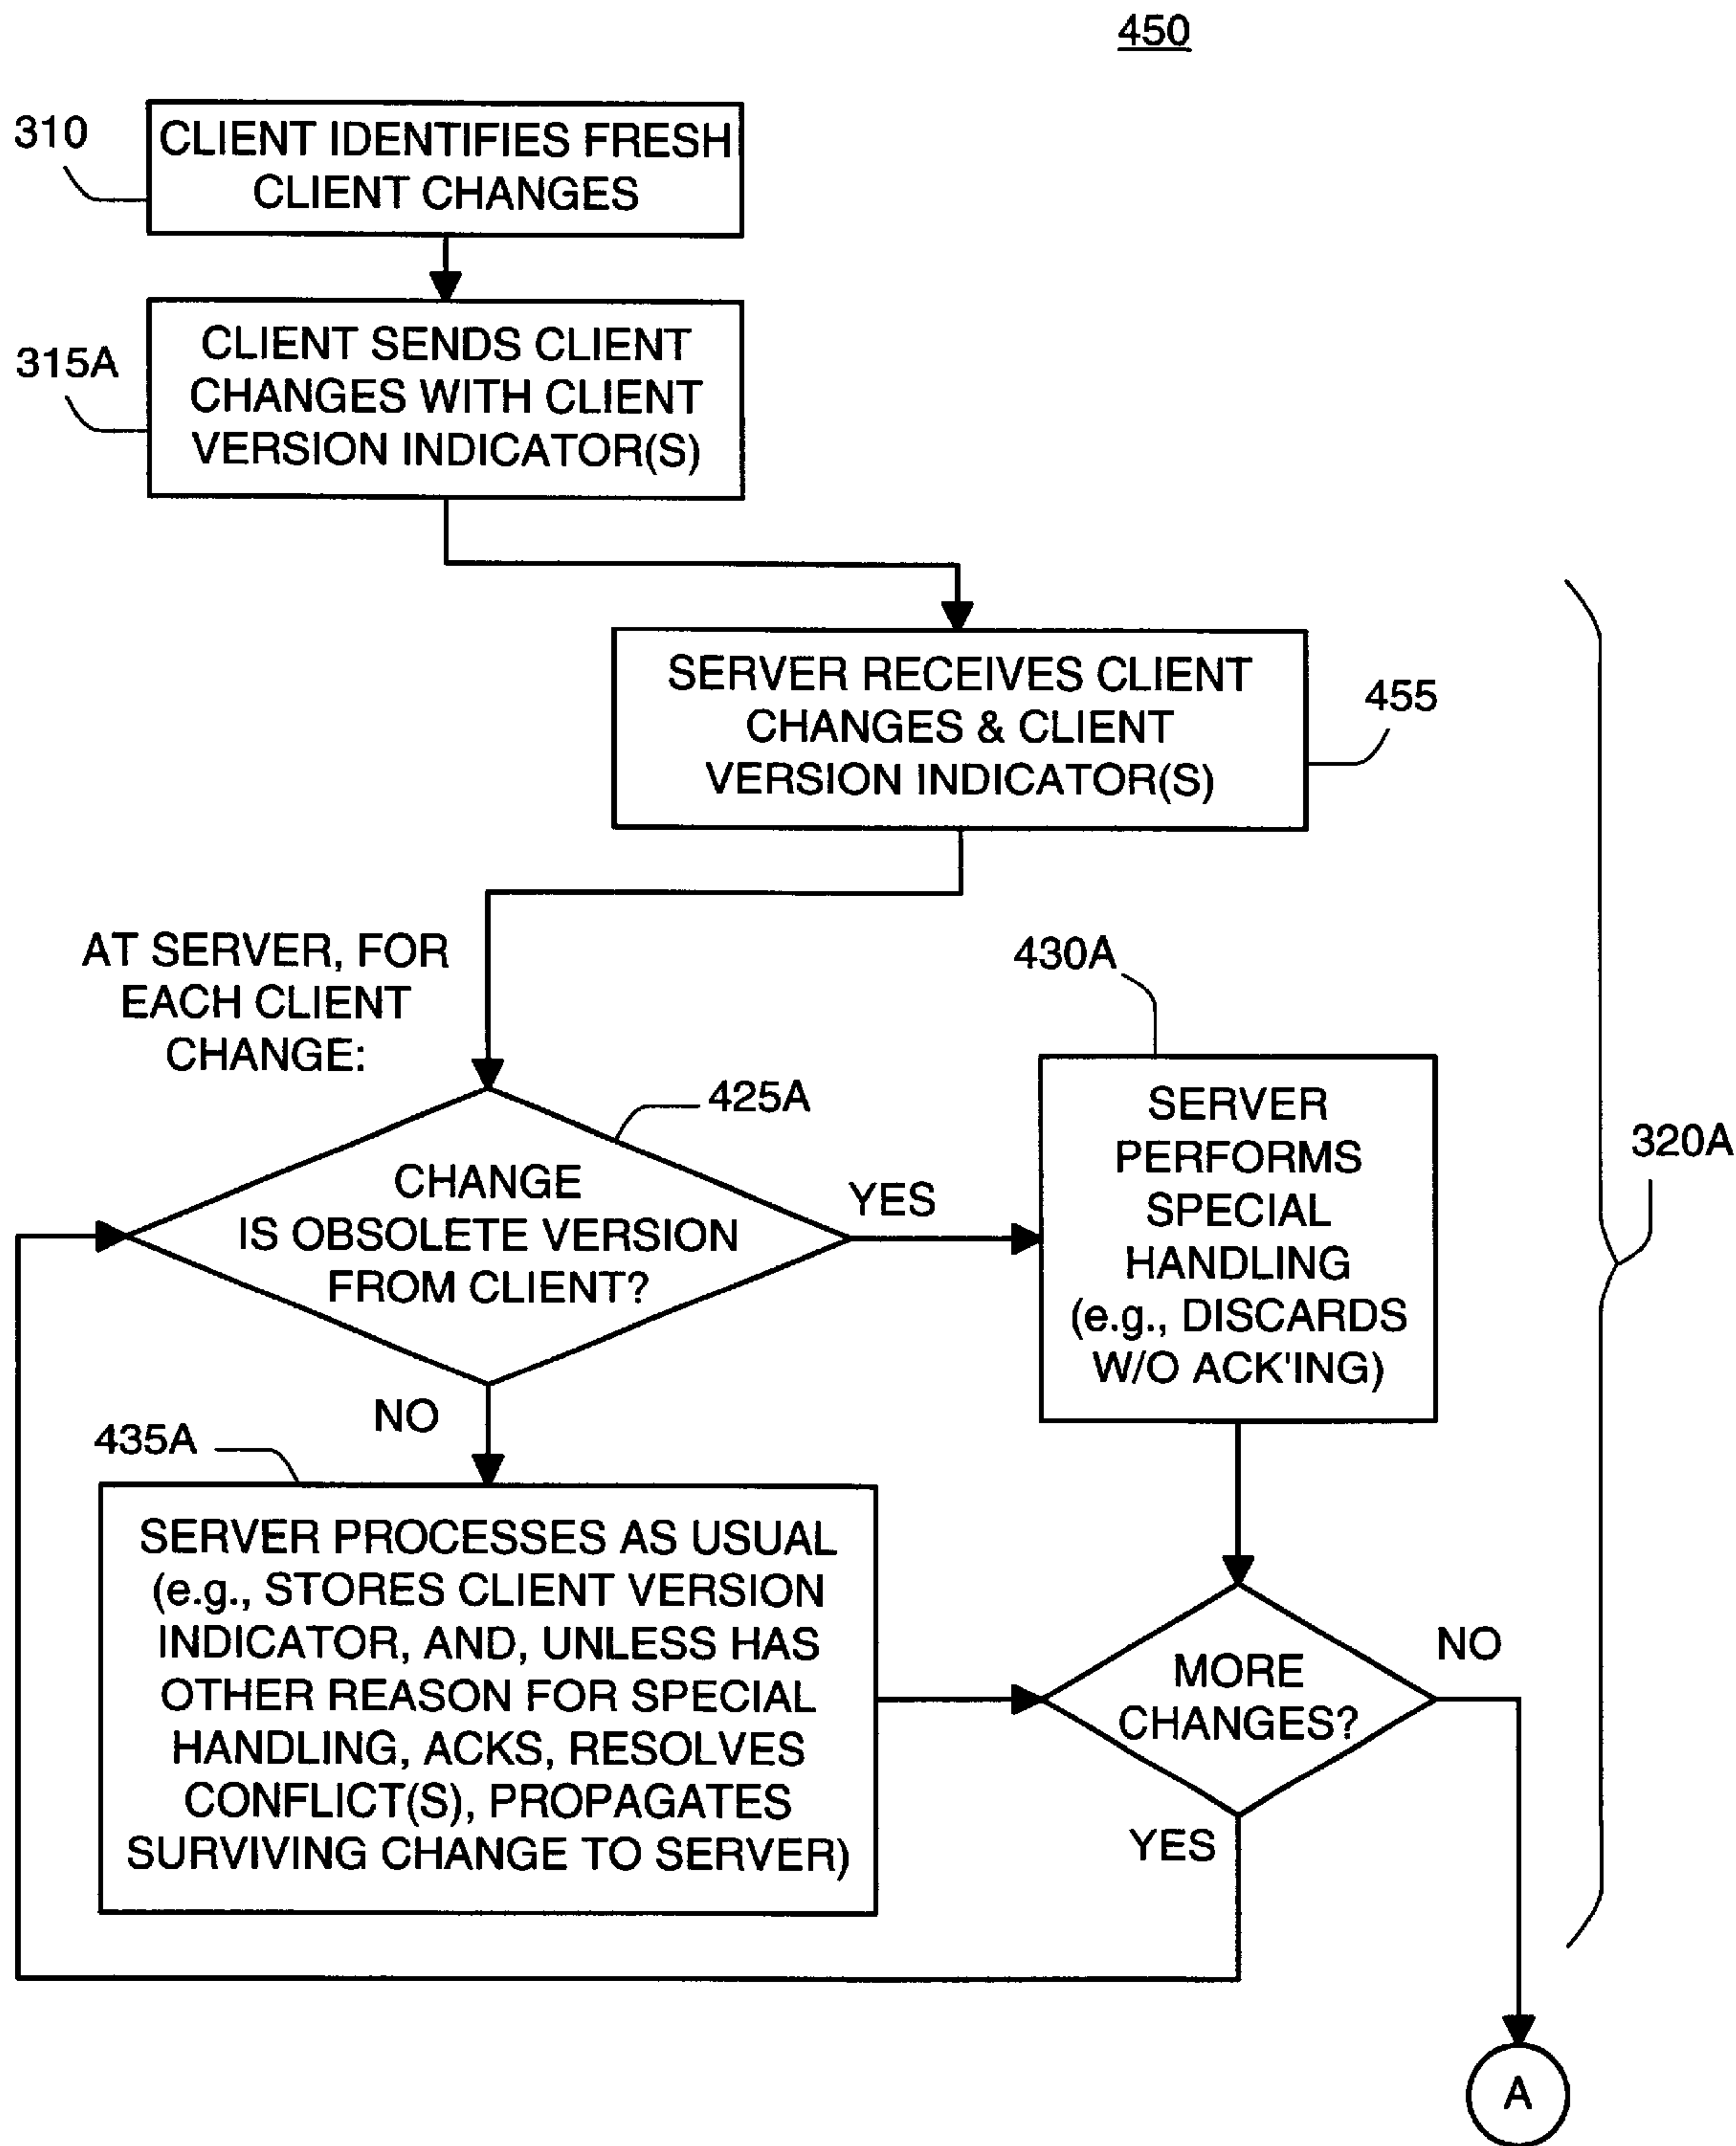 450
310
CLIENT IDENTIFIES FRESH
CLIENT CHANGES
315A
CLIENT SENDS CLIENT
CHANGES WITH CLIENT
VERSION INDICATOR(S)
SERVER RECEIVES CLIENT
CHANGES & CLIENT
VERSION INDICATOR(S)
455
AT SERVER, FOR
EACH CLIENT
CHANGE:
425A
CHANGE
IS OBSOLETE VERSION
FROM CLIENT?
YES
NO
430A
SERVER
PERFORMS
SPECIAL
HANDLING
(e.g., DISCARDS
W/O ACK'ING)
320A
435A
SERVER PROCESSES AS USUAL
(e.g., STORES CLIENT VERSION
INDICATOR, AND, UNLESS HAS
OTHER REASON FOR SPECIAL
HANDLING, ACKS, RESOLVES
CONFLICT(S), PROPAGATES
SURVIVING CHANGE TO SERVER)
MORE
CHANGES?
NO
YES
A